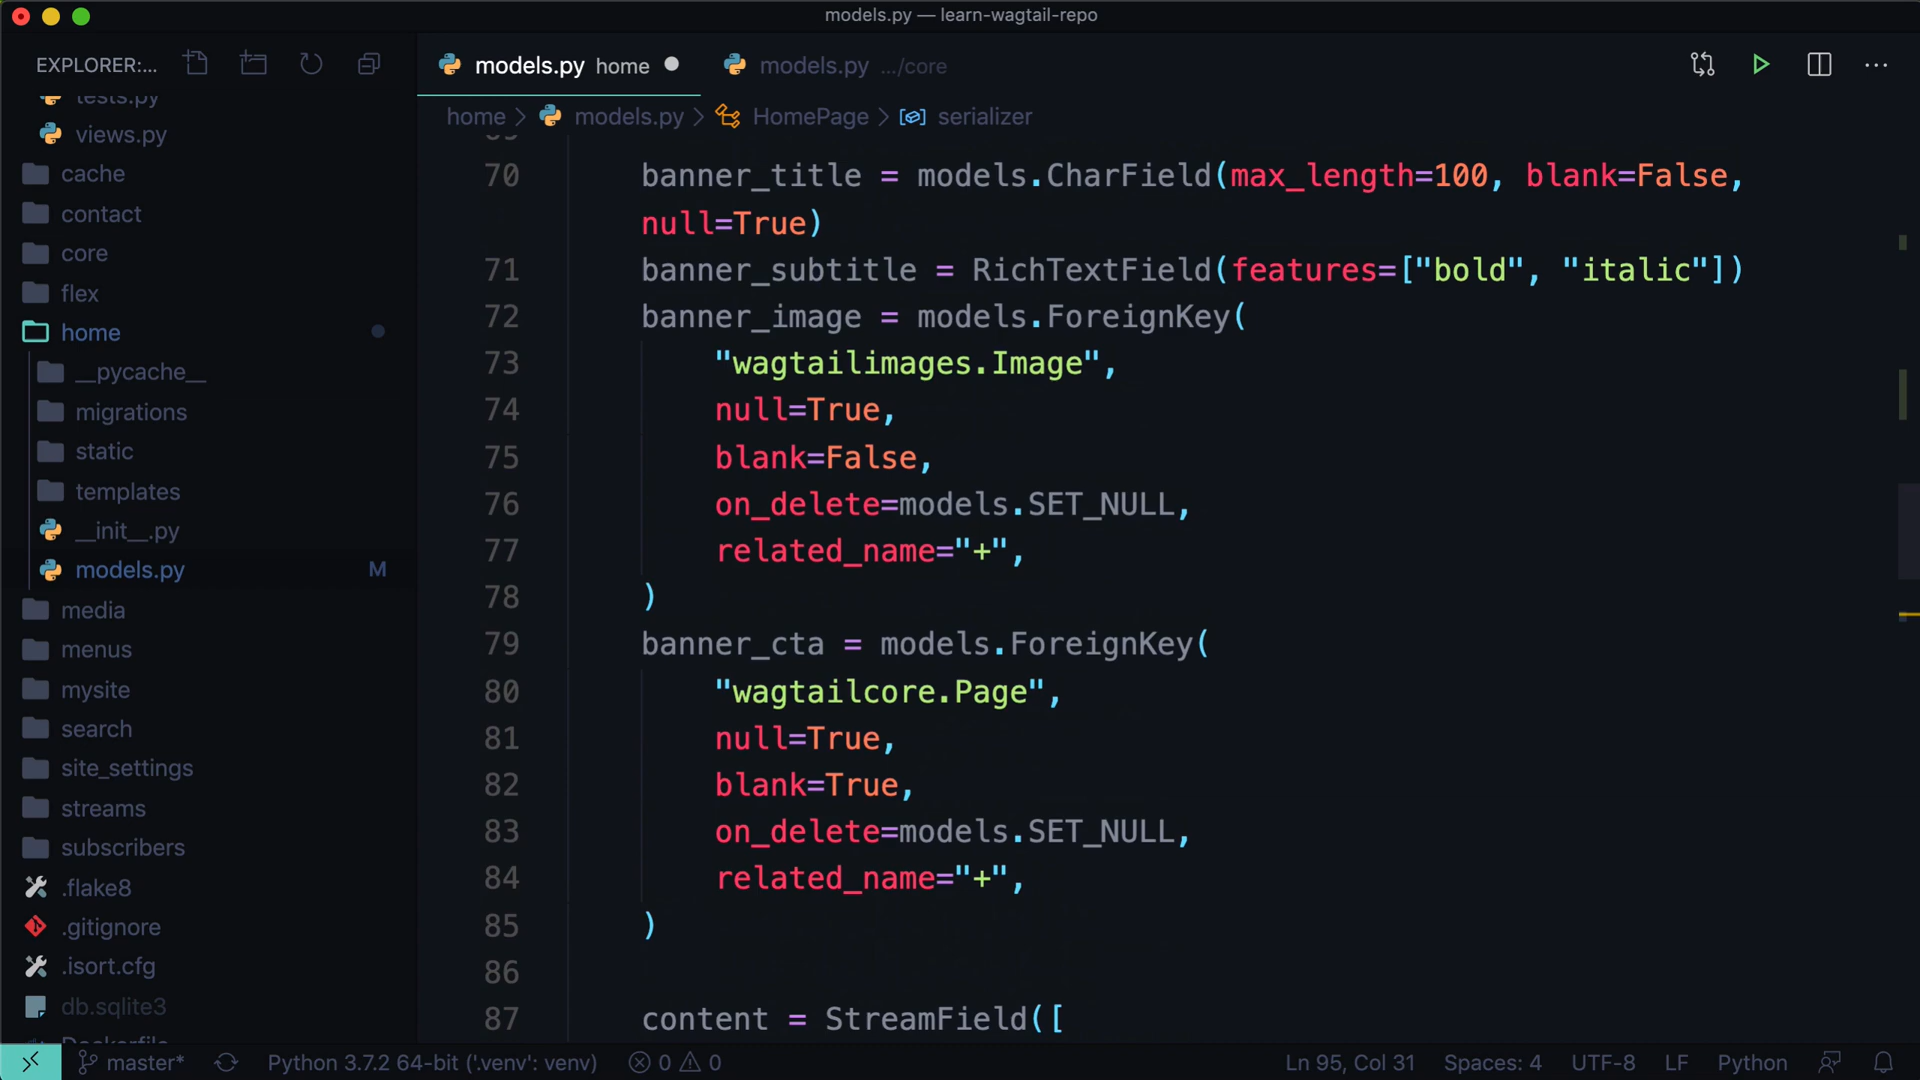 models.py — learn-wagtail-repo
EXPLORER:...
models.py home
models.py .../core
home > models.py > HomePage > serializer
tests.py
views.py
cache
contact
core
flex
home
__pycache__
migrations
static
templates
__init__.py
models.py M
media
menus
mysite
search
site_settings
streams
subscribers
.flake8
.gitignore
.isort.cfg
db.sqlite3
Dockerfile
69
70 banner_title = models.CharField(max_length=100, blank=False,
null=True)
71 banner_subtitle = RichTextField(features=["bold", "italic"])
72 banner_image = models.ForeignKey(
73 "wagtailimages.Image",
74 null=True,
75 blank=False,
76 on_delete=models.SET_NULL,
77 related_name="+",
78 )
79 banner_cta = models.ForeignKey(
80 "wagtailcore.Page",
81 null=True,
82 blank=True,
83 on_delete=models.SET_NULL,
84 related_name="+",
85 )
86
87 content = StreamField([
master* Python 3.7.2 64-bit ('.venv': venv) 0 0 Ln 95, Col 31 Spaces: 4 UTF-8 LF Python